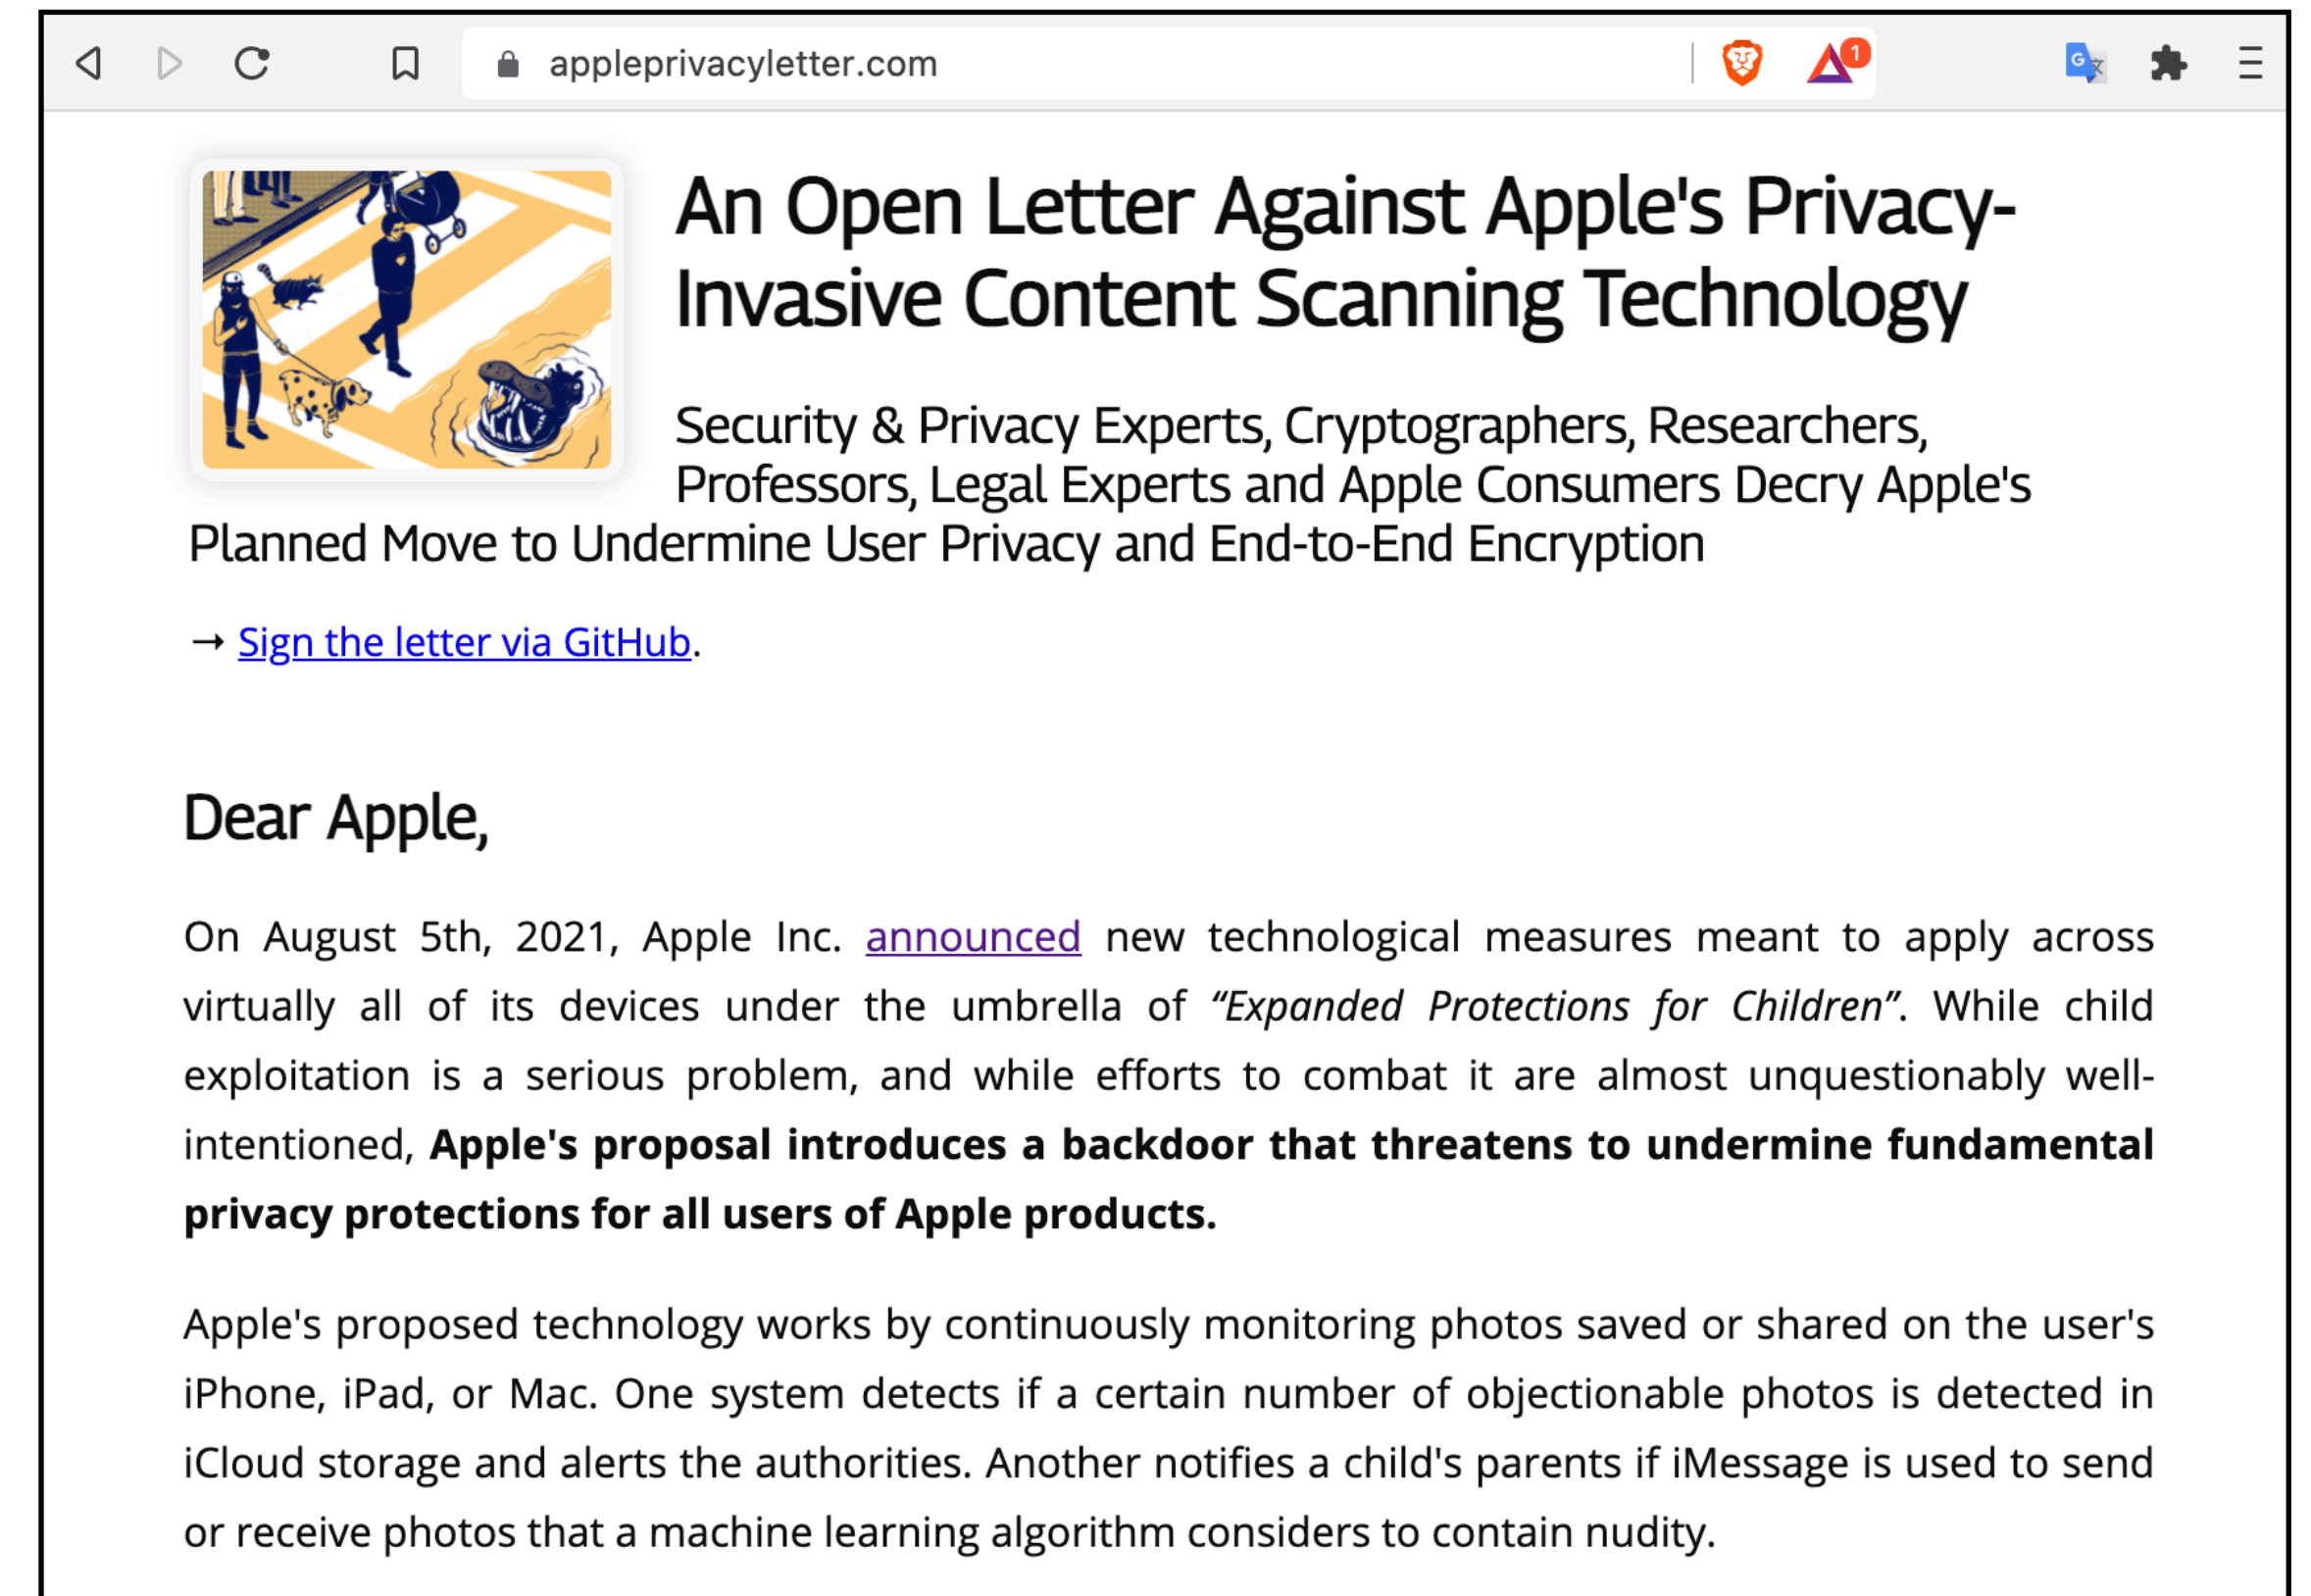 appleprivacyletter.com
1
G
文
An Open Letter Against Apple's Privacy-
Invasive Content Scanning Technology
Security & Privacy Experts, Cryptographers, Researchers,
Professors, Legal Experts and Apple Consumers Decry Apple's
Planned Move to Undermine User Privacy and End-to-End Encryption
→ Sign the letter via GitHub.
Dear Apple,
On August 5th, 2021, Apple Inc. announced new technological measures meant to apply across
virtually all of its devices under the umbrella of “Expanded Protections for Children”. While child
exploitation is a serious problem, and while efforts to combat it are almost unquestionably well-
intentioned, Apple's proposal introduces a backdoor that threatens to undermine fundamental
privacy protections for all users of Apple products.
Apple's proposed technology works by continuously monitoring photos saved or shared on the user's
iPhone, iPad, or Mac. One system detects if a certain number of objectionable photos is detected in
iCloud storage and alerts the authorities. Another notifies a child's parents if iMessage is used to send
or receive photos that a machine learning algorithm considers to contain nudity.